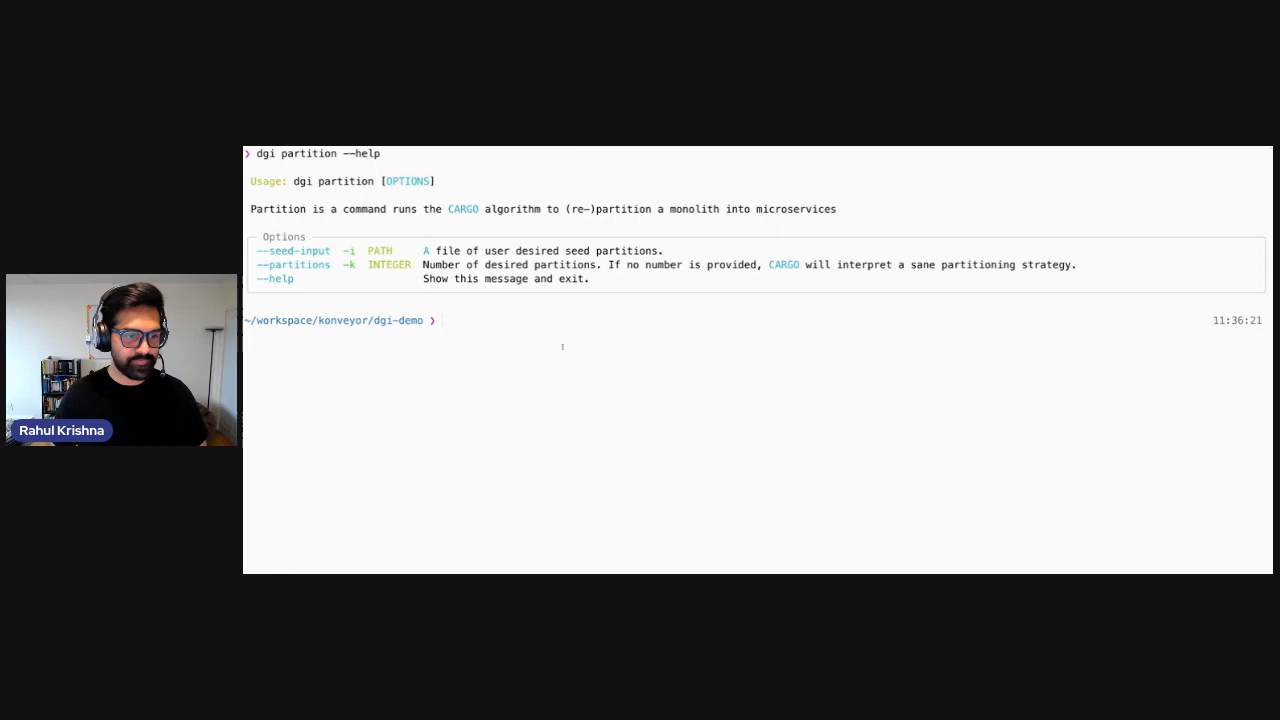 ❯ dgi partition --help
Usage: dgi partition [OPTIONS]
Partition is a command runs the CARGO algorithm to (re-)partition a monolith into microservices
Options
--seed-input -i PATH A file of user desired seed partitions.
--partitions -k INTEGER Number of desired partitions. If no number is provided, CARGO will interpret a sane partitioning strategy.
--help Show this message and exit.
~/workspace/konveyor/dgi-demo ❯ 11:36:21
Rahul Krishna